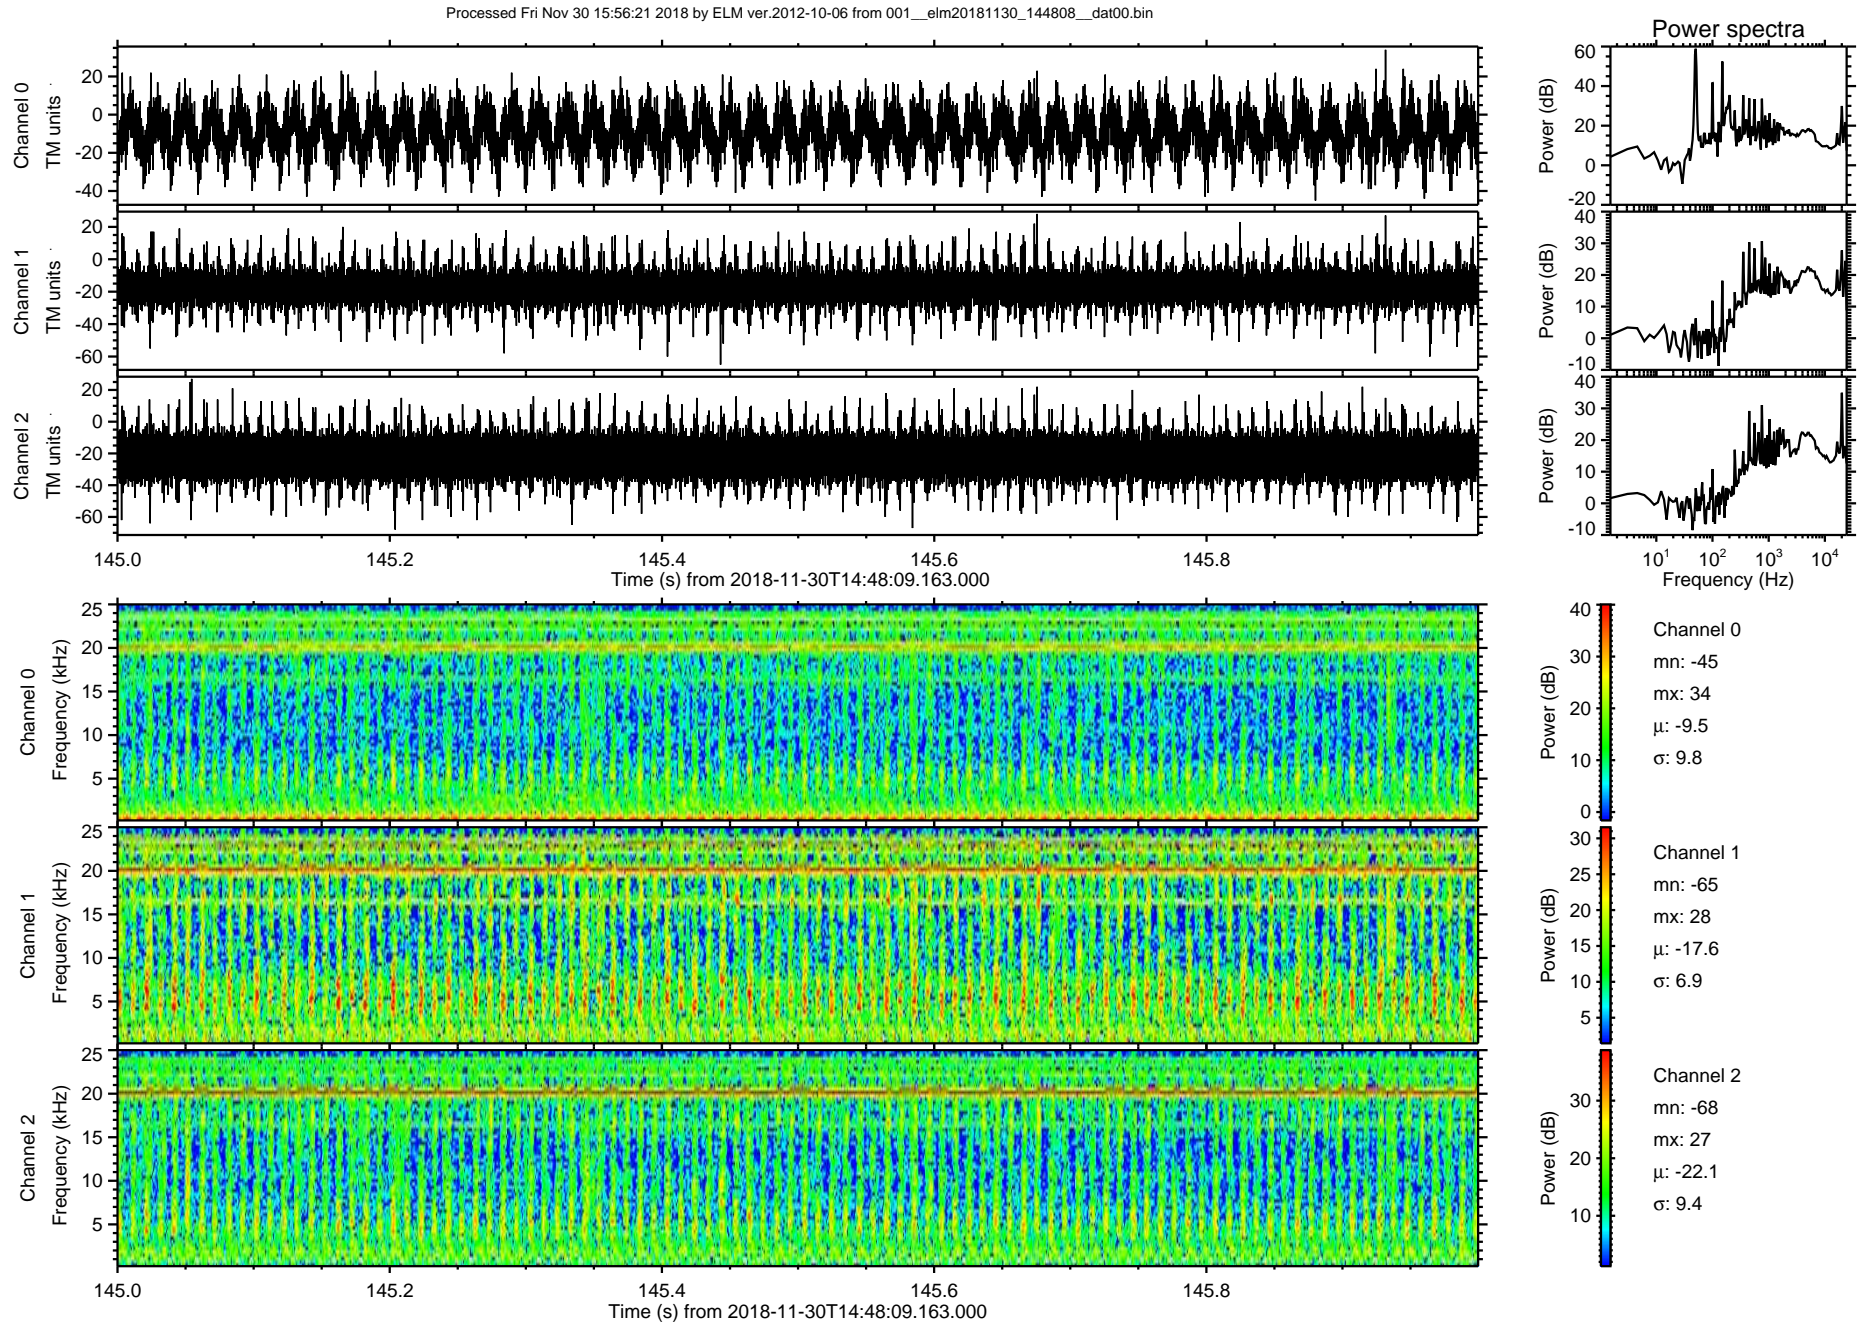 Processed Fri Nov 30 15:56:21 2018 by ELM ver.2012-10-06 from 001__elm20181130_144808__dat00.bin
Power spectra
Channel 0
TM units
20
0
-20
-40
Power (dB)
60
40
20
0
-20
Channel 1
TM units
20
0
-20
-40
-60
Power (dB)
40
30
20
10
0
-10
Channel 2
TM units
20
0
-20
-40
-60
Power (dB)
40
30
20
10
0
-10
145.0 145.2 145.4 145.6 145.8
Time (s) from 2018-11-30T14:48:09.163.000
10¹ 10² 10³ 10⁴
Frequency (Hz)
Channel 0
Frequency (kHz)
25
20
15
10
5
Power (dB)
40
30
20
10
0
Channel 0
mn: -45
mx: 34
μ: -9.5
σ: 9.8
Channel 1
Frequency (kHz)
25
20
15
10
5
Power (dB)
30
25
20
15
10
5
Channel 1
mn: -65
mx: 28
μ: -17.6
σ: 6.9
Channel 2
Frequency (kHz)
25
20
15
10
5
Power (dB)
30
20
10
Channel 2
mn: -68
mx: 27
μ: -22.1
σ: 9.4
145.0 145.2 145.4 145.6 145.8
Time (s) from 2018-11-30T14:48:09.163.000